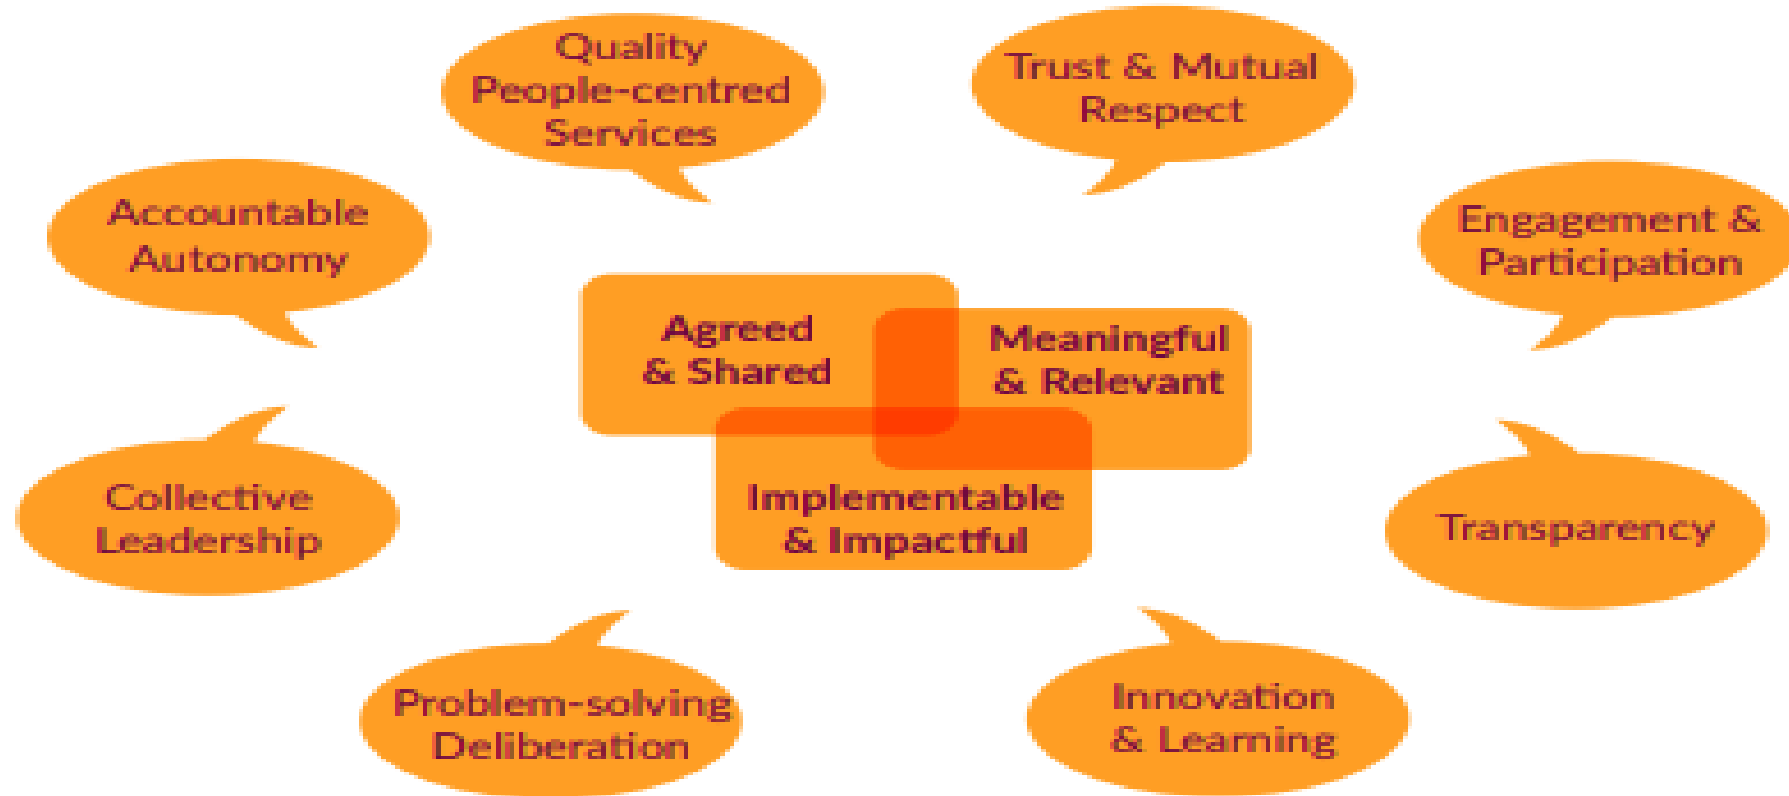 Quality
People-centred
Services
Trust & Mutual
Respect
Accountable
Autonomy
Engagement &
Participation
Agreed
& Shared
Meaningful
& Relevant
Implementable
& Impactful
Collective
Leadership
Transparency
Problem-solving
Deliberation
Innovation
& Learning